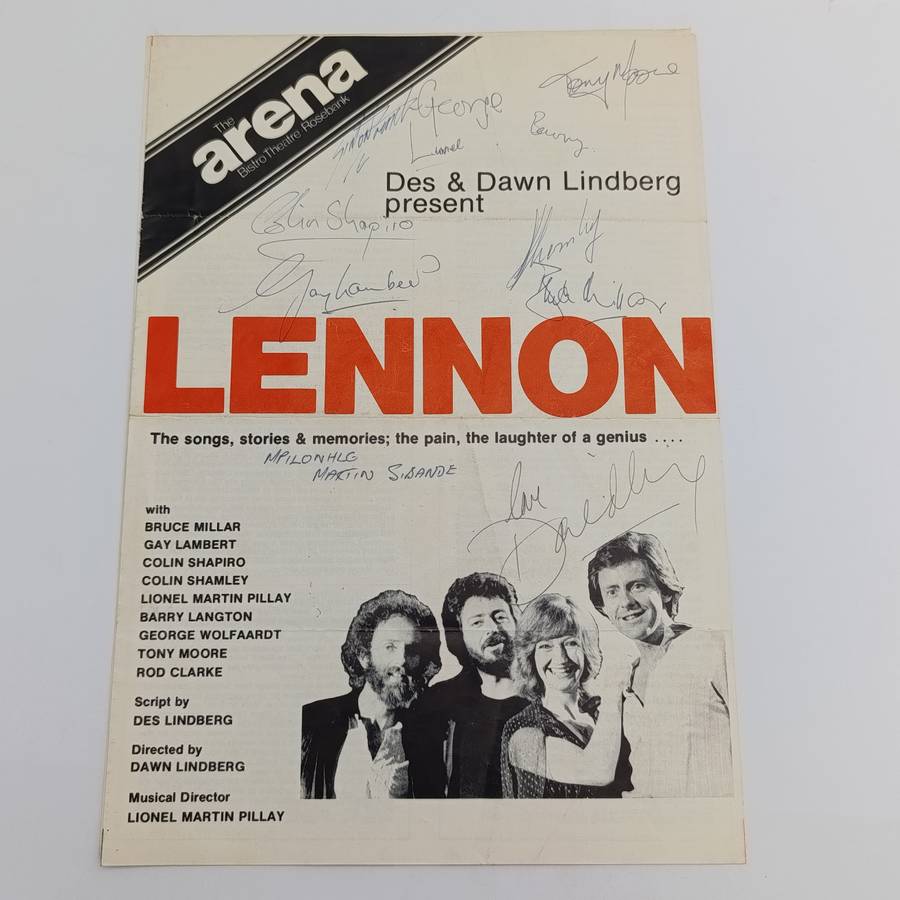 The
arena
Bistro Theatre Rosebank
Tony Moore
George
Lionel
Des & Dawn Lindberg
present
Colin Shapiro
Gay Lambert
LENNON
The songs, stories & memories; the pain, the laughter of a genius ....
MPILONHLE
MARTIN SIBANDE
love
with
BRUCE MILLAR
GAY LAMBERT
COLIN SHAPIRO
COLIN SHAMLEY
LIONEL MARTIN PILLAY
BARRY LANGTON
GEORGE WOLFAARDT
TONY MOORE
ROD CLARKE
Script by
DES LINDBERG
Directed by
DAWN LINDBERG
Musical Director
LIONEL MARTIN PILLAY